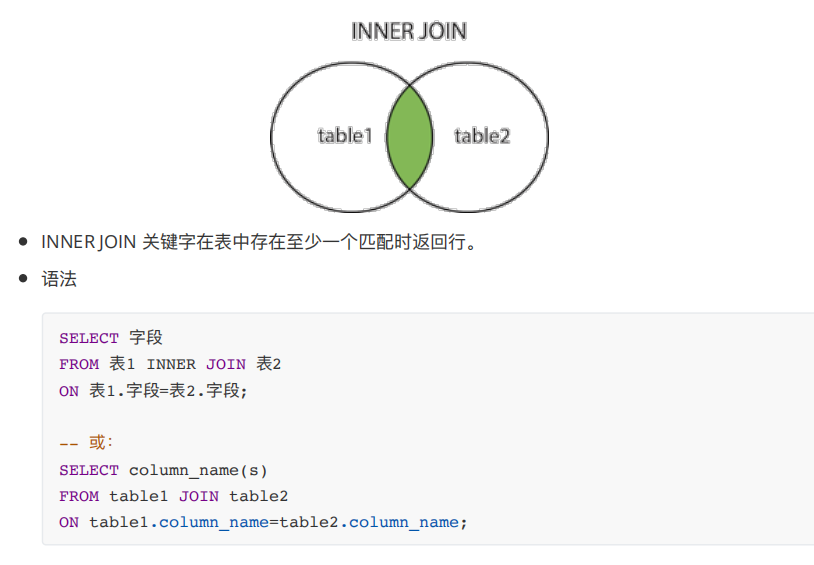 INNER JOIN
table1
table2
INNER JOIN 关键字在表中存在至少一个匹配时返回行。
语法
SELECT 字段
FROM 表1 INNER JOIN 表2
ON 表1.字段=表2.字段;
-- 或：
SELECT column_name(s)
FROM table1 JOIN table2
ON table1.column_name=table2.column_name;